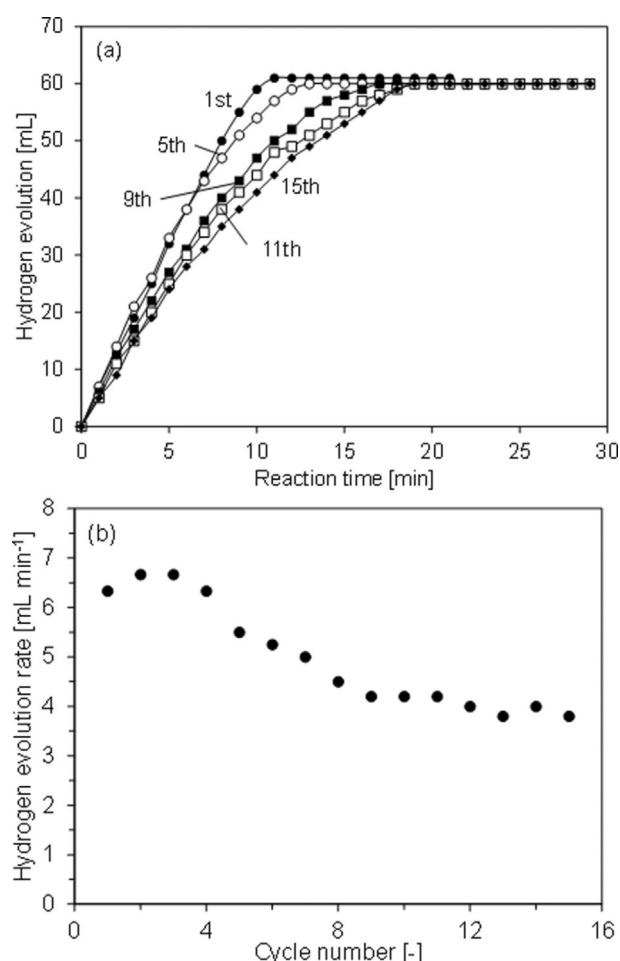 (a)
Hydrogen evolution [mL]
70
60
50
40
30
20
10
0
1st
5th
9th
15th
11th
0 5 10 15 20 25 30
Reaction time [min]
(b)
Hydrogen evolution rate [mL min⁻¹]
8
7
6
5
4
3
2
1
0
0 4 8 12 16
Cycle number [-]